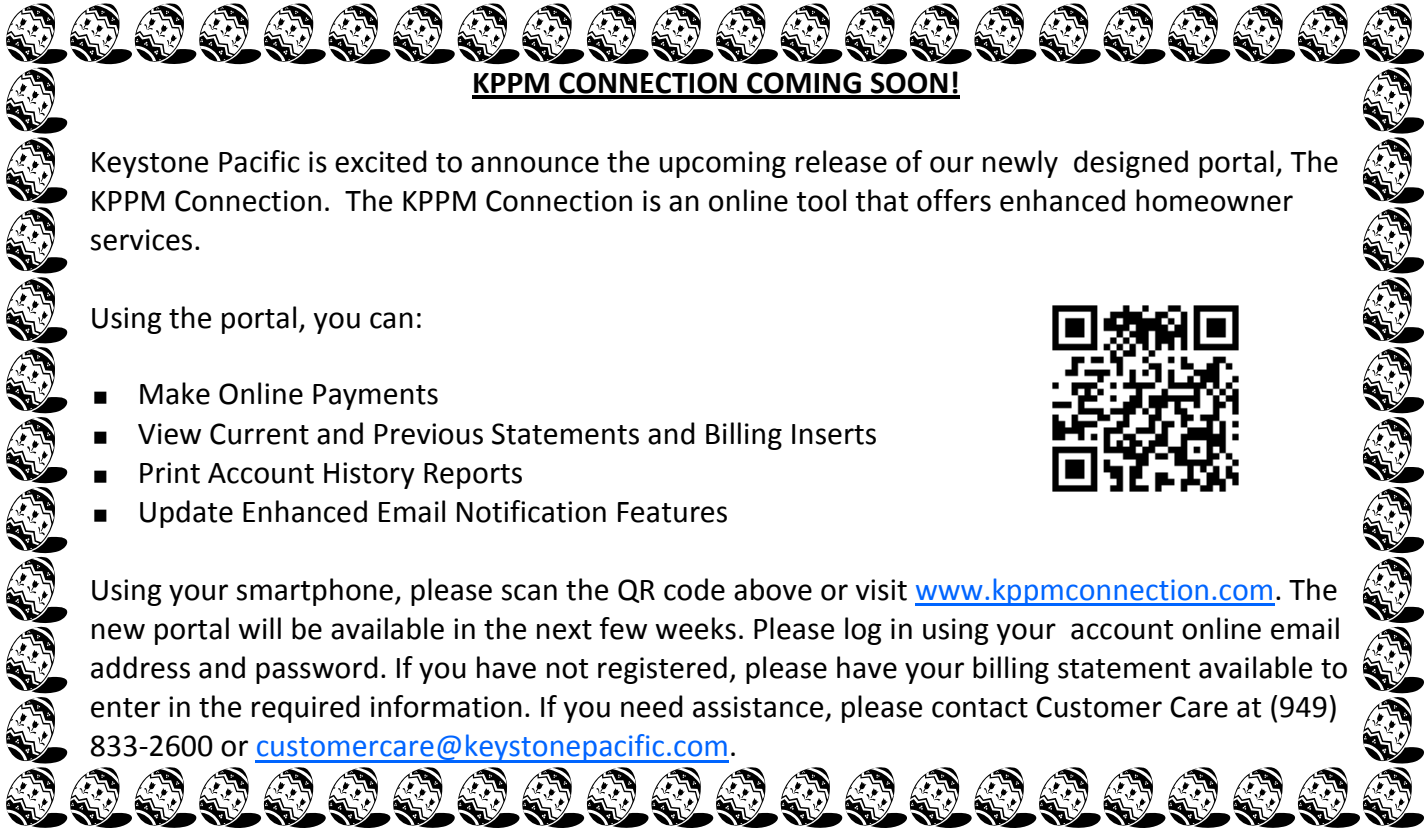 KPPM CONNECTION COMING SOON!
Keystone Pacific is excited to announce the upcoming release of our newly  designed portal, The
KPPM Connection.  The KPPM Connection is an online tool that offers enhanced homeowner
services.
Using the portal, you can:
■ Make Online Payments
■ View Current and Previous Statements and Billing Inserts
■ Print Account History Reports
■ Update Enhanced Email Notification Features
Using your smartphone, please scan the QR code above or visit www.kppmconnection.com. The
new portal will be available in the next few weeks. Please log in using your  account online email
address and password. If you have not registered, please have your billing statement available to
enter in the required information. If you need assistance, please contact Customer Care at (949)
833-2600 or customercare@keystonepacific.com.